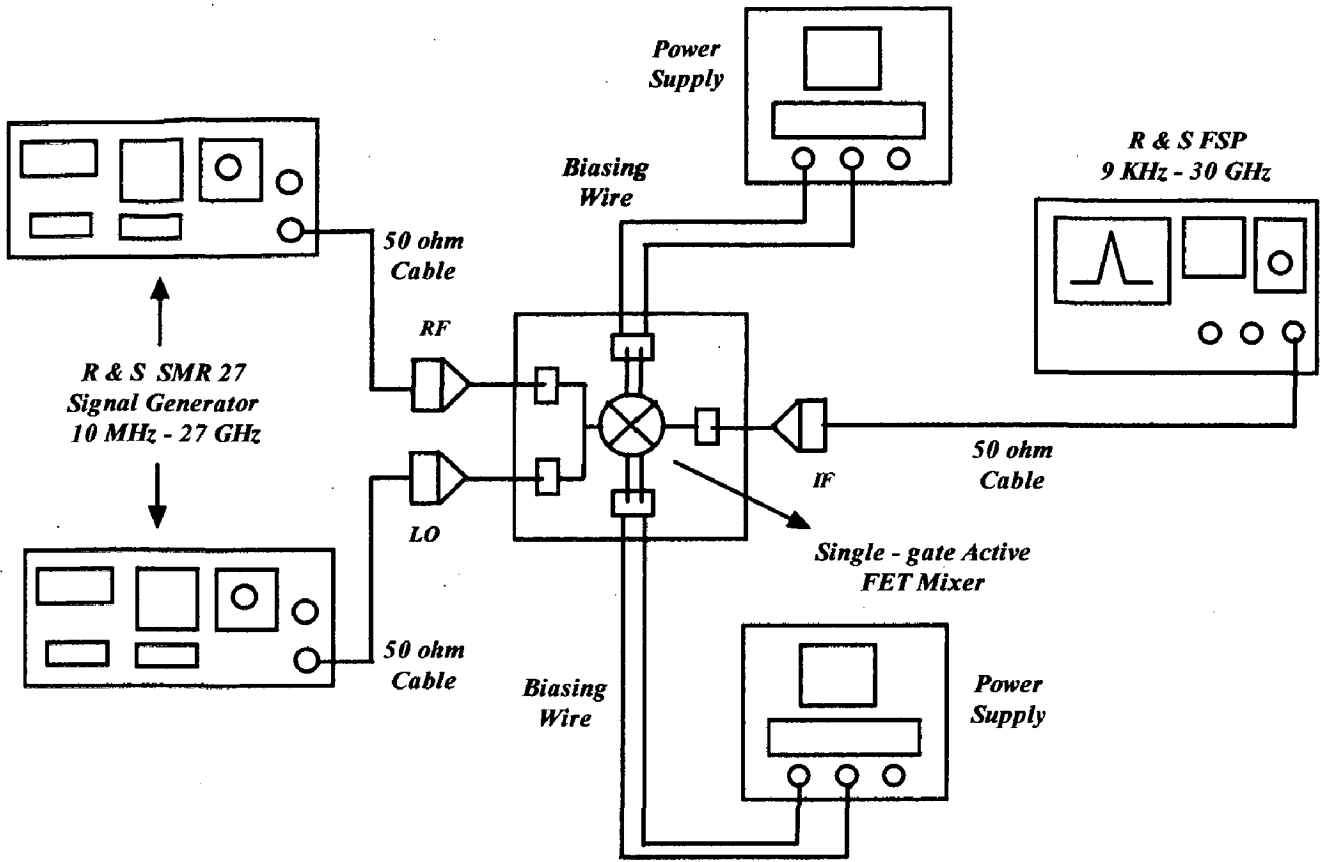 Power
Supply
R & S FSP
9 KHz - 30 GHz
Biasing
Wire
50 ohm
Cable
RF
R & S SMR 27
Signal Generator
10 MHz - 27 GHz
LO
IF
50 ohm
Cable
Single - gate Active
FET Mixer
50 ohm
Cable
Biasing
Wire
Power
Supply